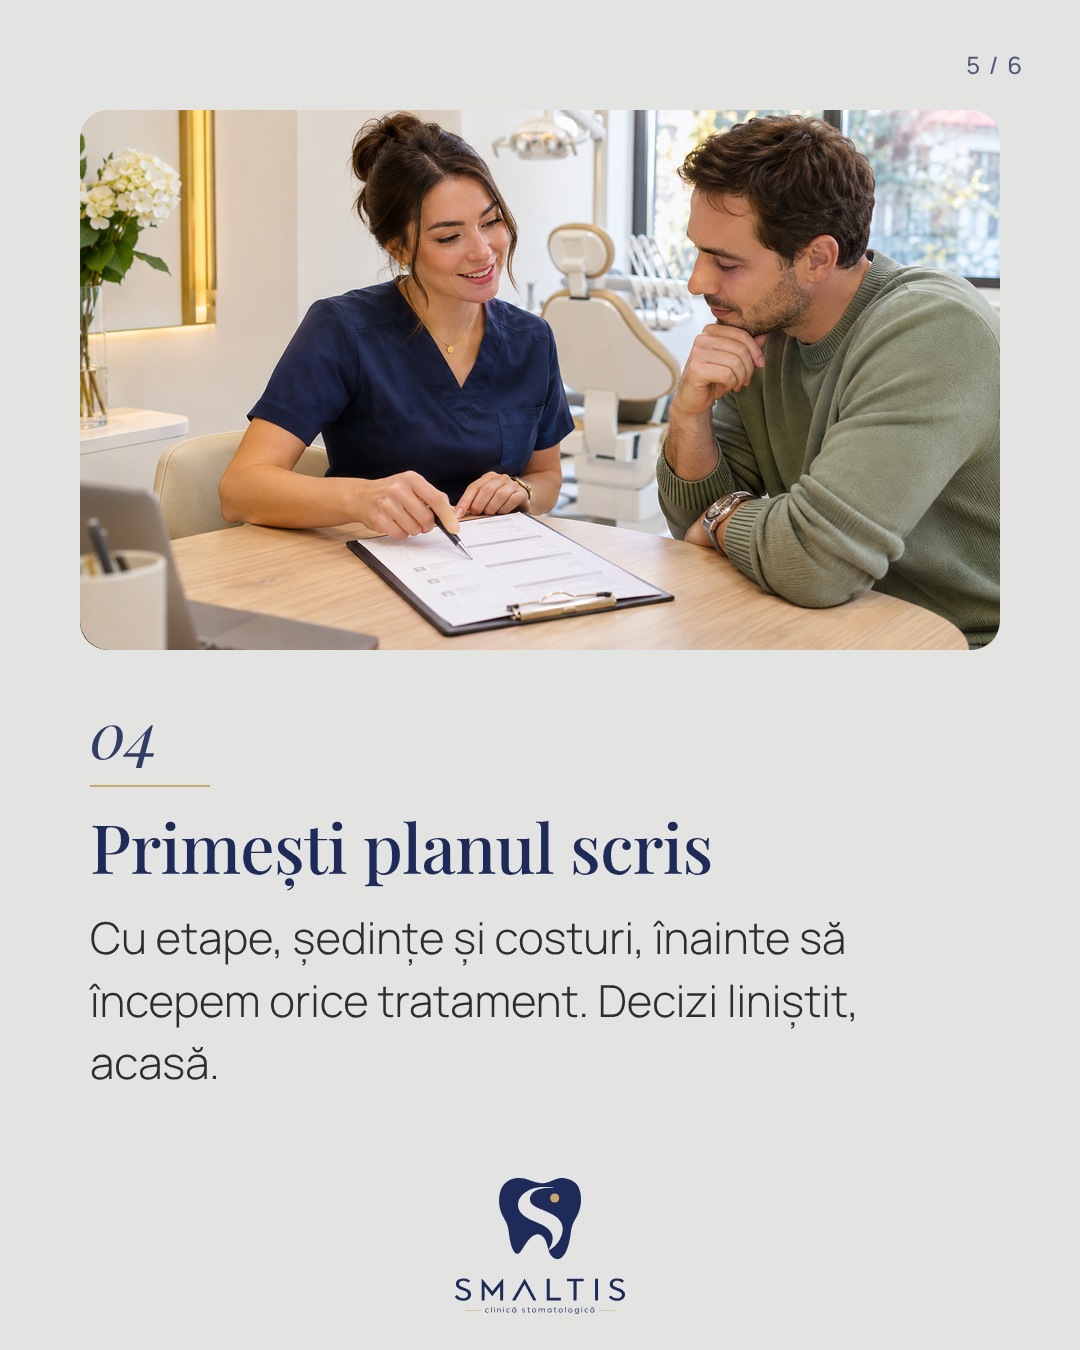 5 / 6
04
Primești planul scris
Cu etape, ședințe și costuri, înainte să
începem orice tratament. Decizi liniștit,
acasă.
SMALTIS
clinică stomatologică